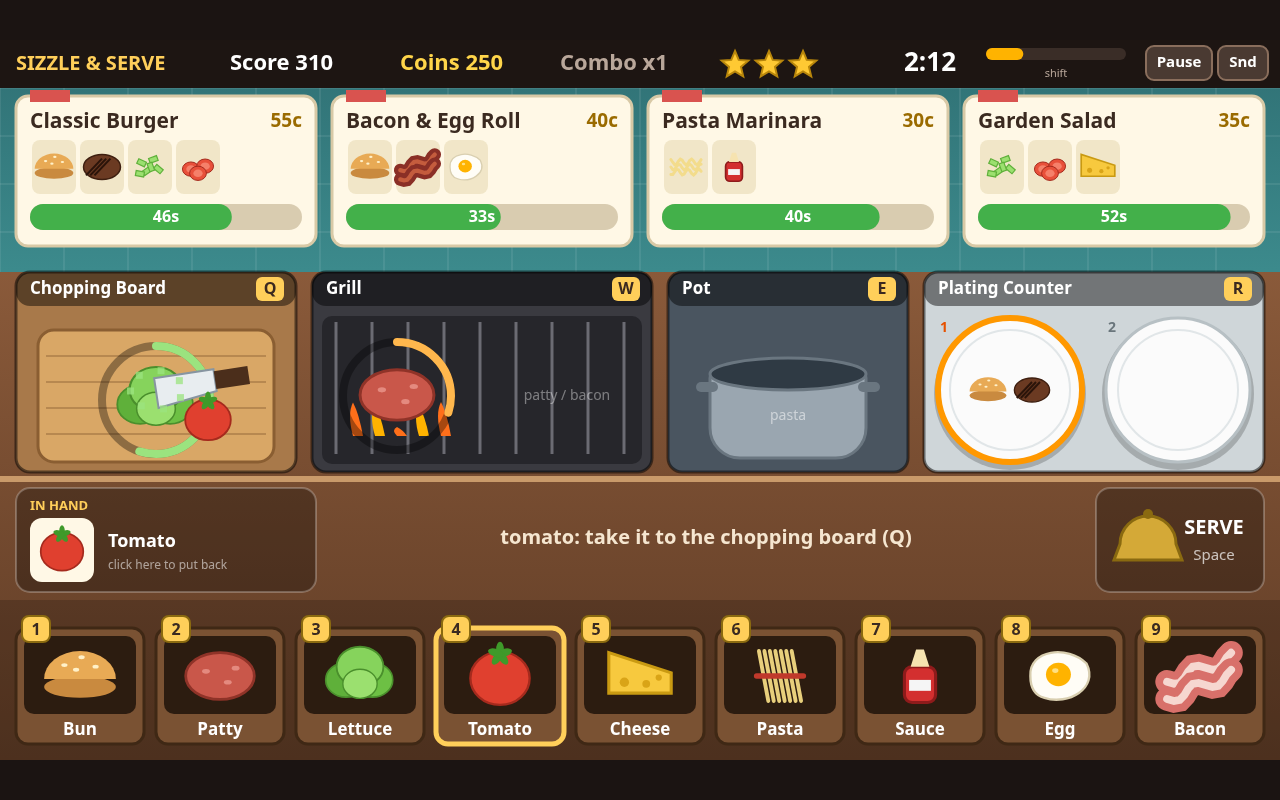 SIZZLE & SERVE Score 310 Coins 250 Combo x1 2:12 shift Pause Snd
Classic Burger 55c
46s
Bacon & Egg Roll 40c
33s
Pasta Marinara 30c
40s
Garden Salad 35c
52s
Chopping Board Q
Grill W
patty / bacon
Pot E
pasta
Plating Counter R
1 2
IN HAND
Tomato
click here to put back
tomato: take it to the chopping board (Q)
SERVE
Space
1 Bun
2 Patty
3 Lettuce
4 Tomato
5 Cheese
6 Pasta
7 Sauce
8 Egg
9 Bacon